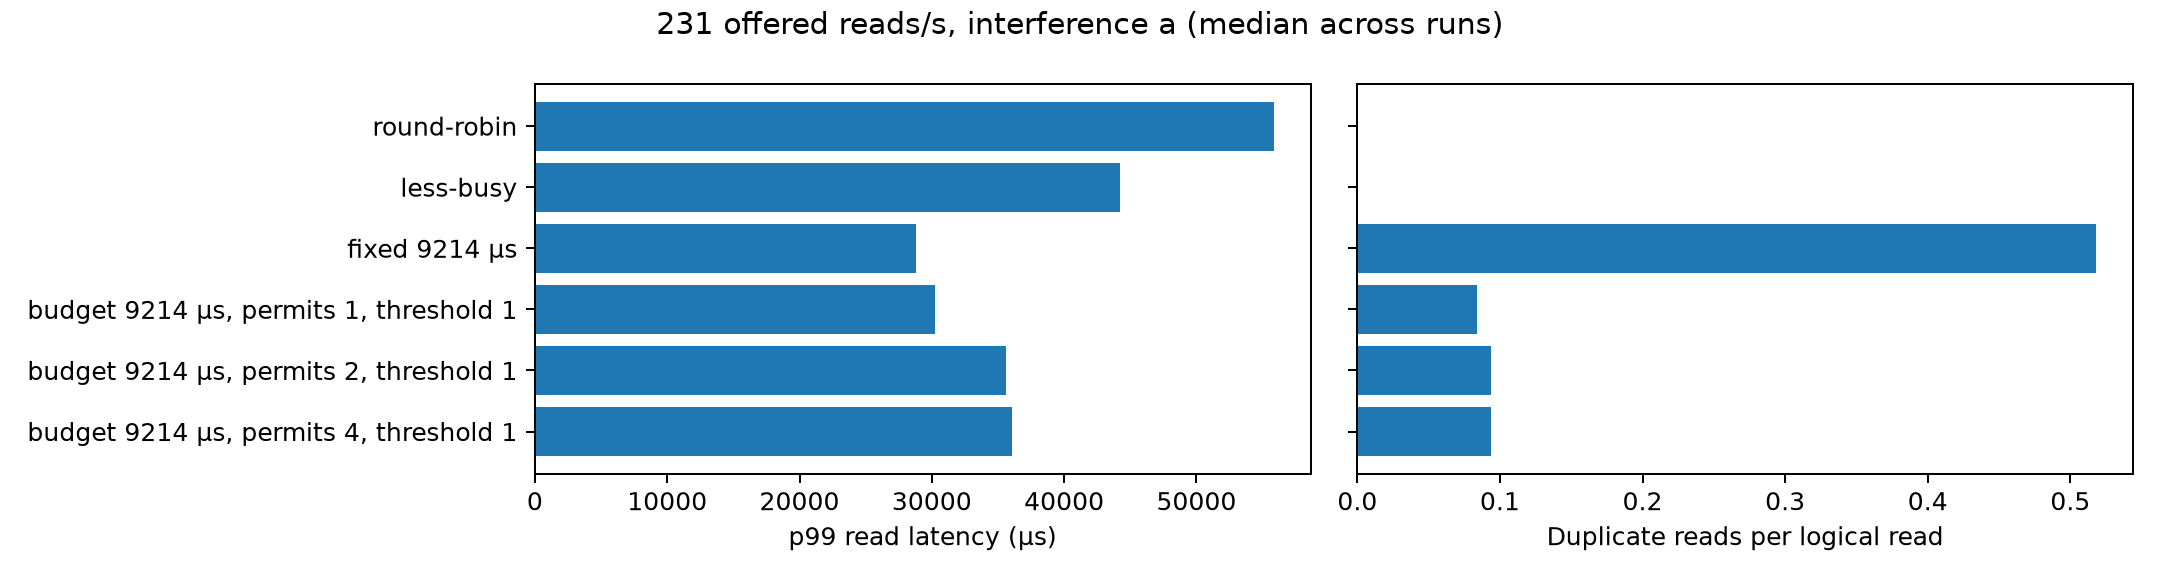 231 offered reads/s, interference a (median across runs)
round-robin
less-busy
fixed 9214 µs
budget 9214 µs, permits 1, threshold 1
budget 9214 µs, permits 2, threshold 1
budget 9214 µs, permits 4, threshold 1
0 10000 20000 30000 40000 50000
p99 read latency (µs)
0.0 0.1 0.2 0.3 0.4 0.5
Duplicate reads per logical read